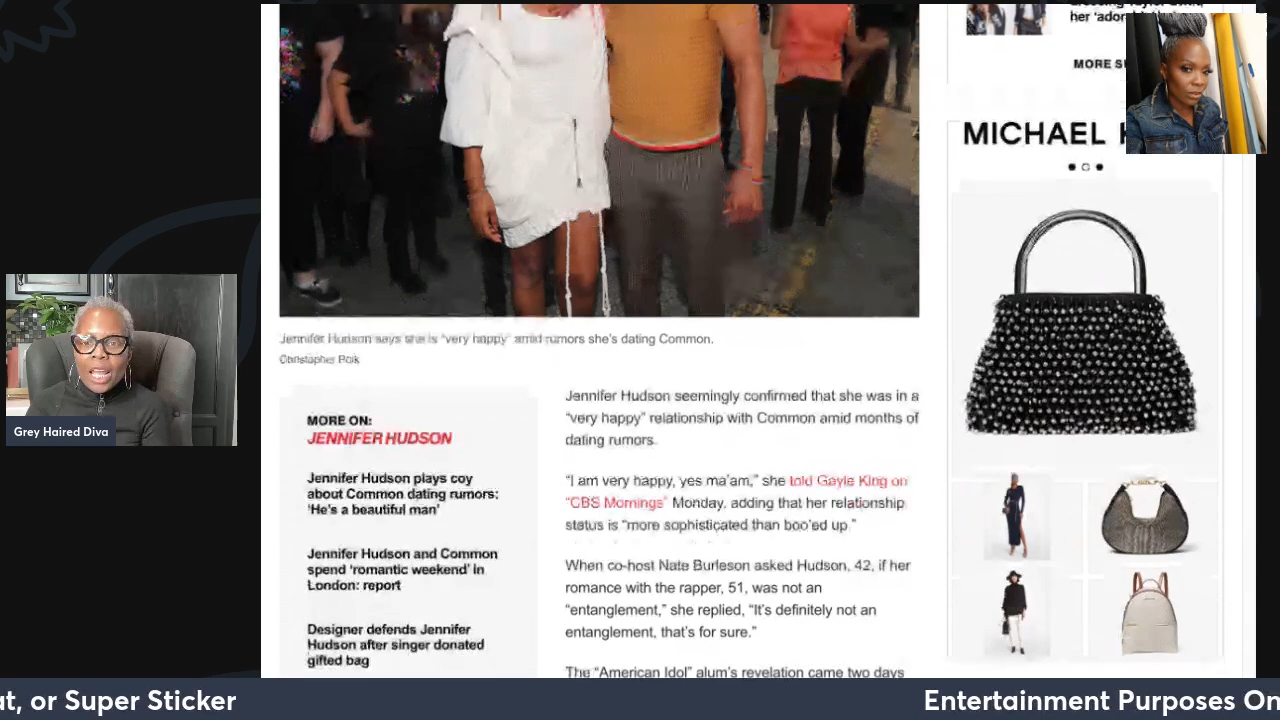 her 'ador
MORE
MICHAEL
Jennifer Hudson says she is "very happy" amid rumors she's dating Common.
Christopher Polk
MORE ON:
JENNIFER HUDSON
Jennifer Hudson plays coy
about Common dating rumors:
'He's a beautiful man'
Jennifer Hudson and Common
spend 'romantic weekend' in
London: report
Designer defends Jennifer
Hudson after singer donated
gifted bag
Jennifer Hudson seemingly confirmed that she was in a
"very happy" relationship with Common amid months of
dating rumors.
"I am very happy, yes ma'am," she told Gayle King on
"CBS Mornings" Monday, adding that her relationship
status is "more sophisticated than boo'ed up."
When co-host Nate Burleson asked Hudson, 42, if her
romance with the rapper, 51, was not an
"entanglement," she replied, "It's definitely not an
entanglement, that's for sure."
The "American Idol" alum's revelation came two days
Grey Haired Diva
at, or Super Sticker
Entertainment Purposes On